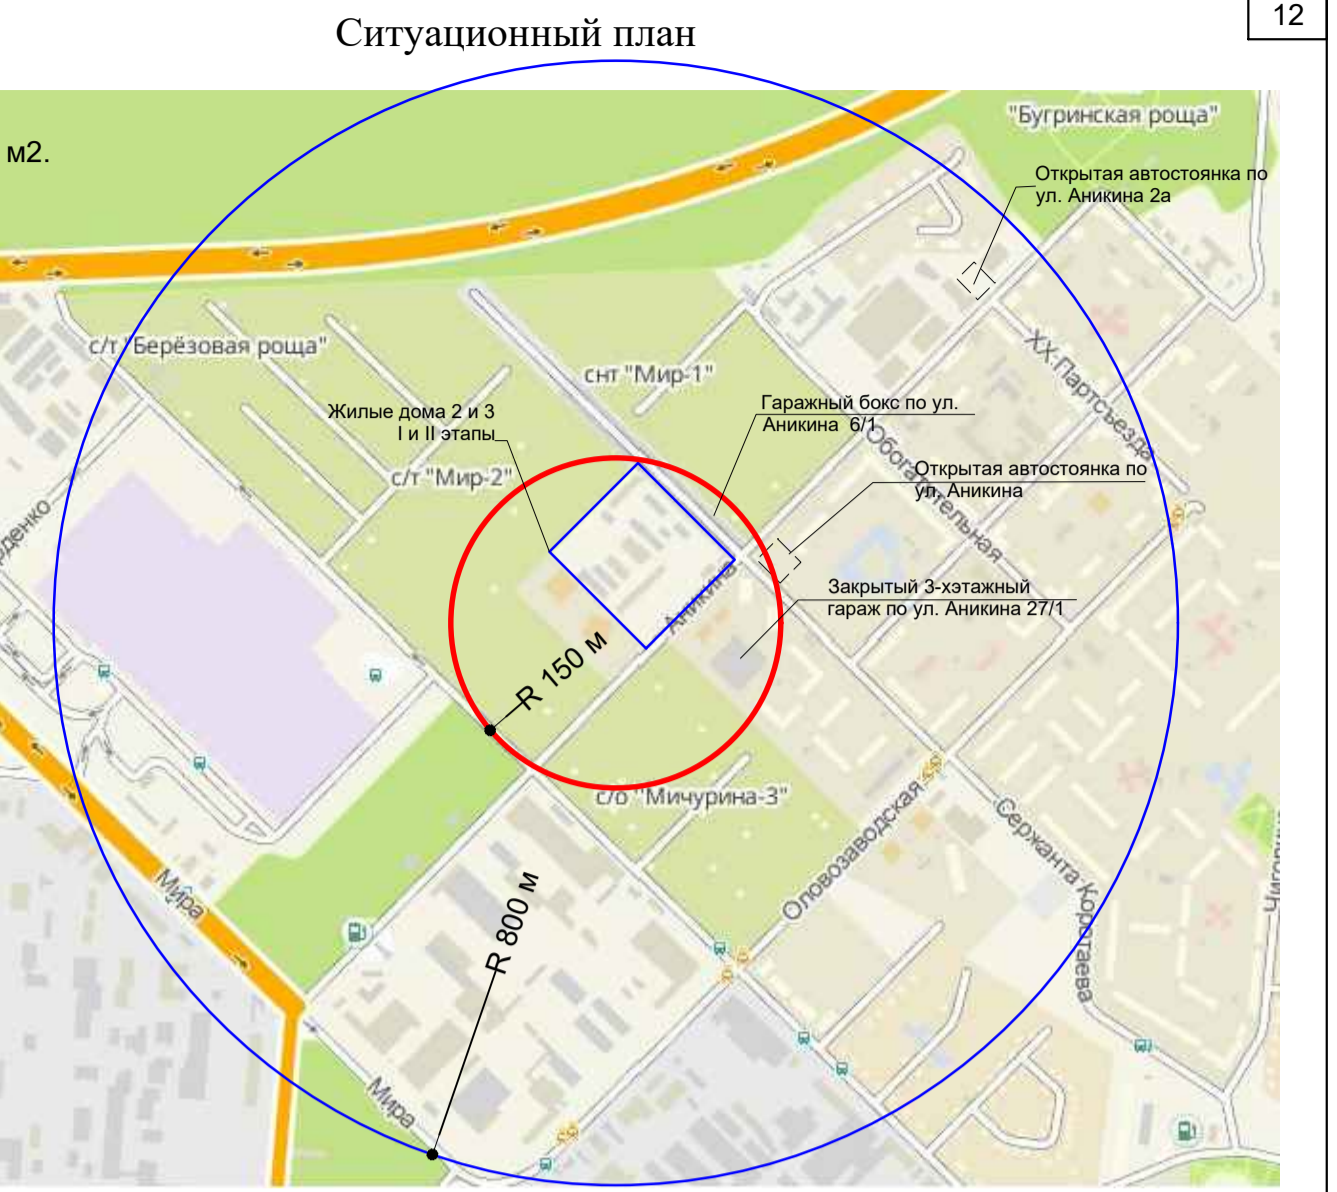 12
Ситуационный план
"Бугринская роща"
м2.
Открытая автостоянка по
ул. Аникина 2а
с/т "Берёзовая роща"
ХХ Партсъезда
снт "Мир-1"
Жилые дома 2 и 3
I и II этапы
Гаражный бокс по ул.
Аникина 6/1
Обогатительная
с/т "Мир-2"
Открытая автостоянка по
ул. Аникина
Аникина
Закрытый 3-хэтажный
гараж по ул. Аникина 27/1
R 150 м
с/о "Мичурина-3"
Оловозаводская
Сержанта Коротаева
Мира
R 800 м
Мира